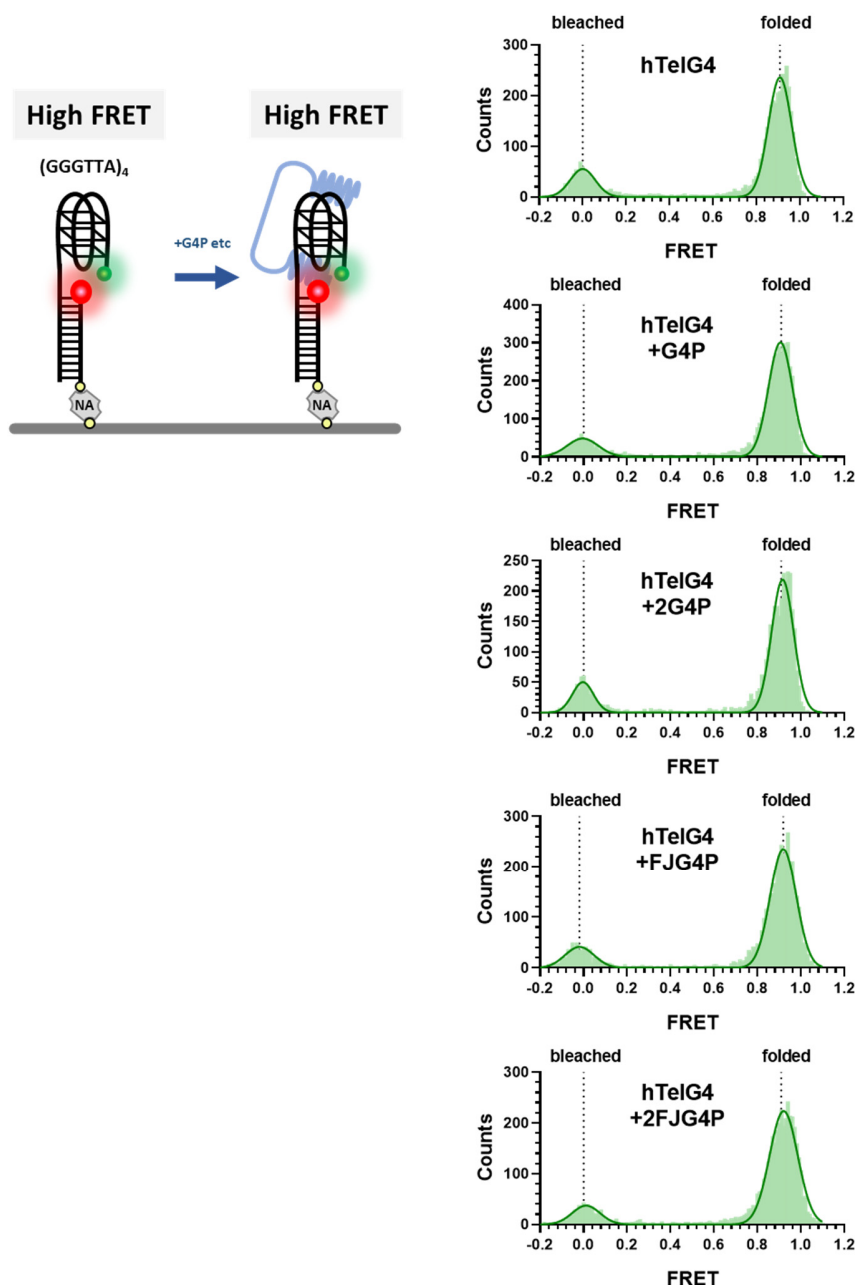 High FRET
High FRET
(GGGTTA)4
+G4P etc
NA
NA
bleached folded
hTelG4
Counts
300
200
100
0
-0.2 0.0 0.2 0.4 0.6 0.8 1.0 1.2
FRET
bleached folded
hTelG4
+G4P
Counts
400
300
200
100
0
-0.2 0.0 0.2 0.4 0.6 0.8 1.0 1.2
FRET
bleached folded
hTelG4
+2G4P
Counts
250
200
150
100
50
0
-0.2 0.0 0.2 0.4 0.6 0.8 1.0 1.2
FRET
bleached folded
hTelG4
+FJG4P
Counts
300
200
100
0
-0.2 0.0 0.2 0.4 0.6 0.8 1.0 1.2
FRET
bleached folded
hTelG4
+2FJG4P
Counts
300
200
100
0
-0.2 0.0 0.2 0.4 0.6 0.8 1.0 1.2
FRET